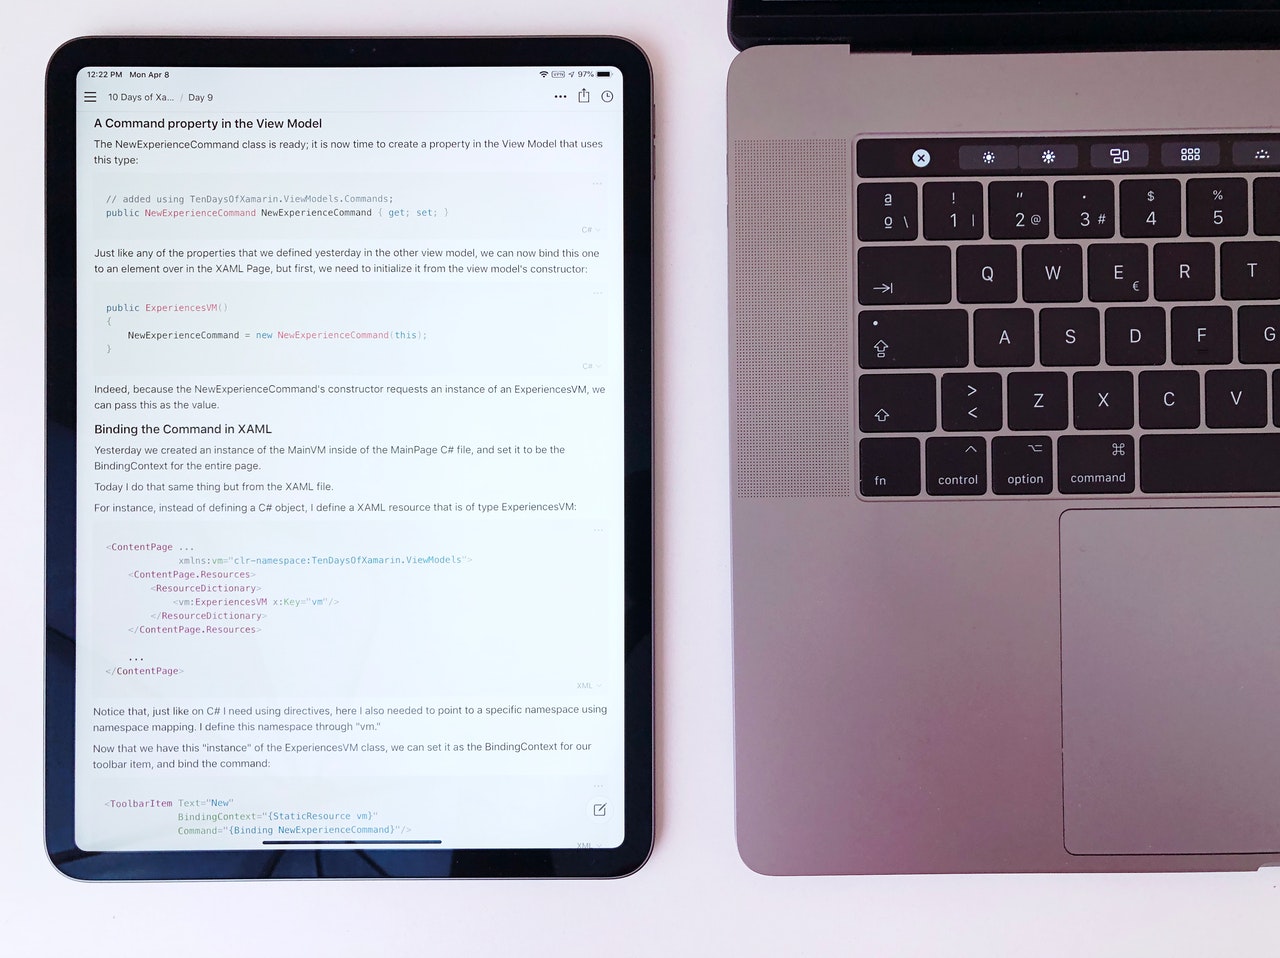 12:22 PM Mon Apr 8
VPN 97%
10 Days of Xa... / Day 9
A Command property in the View Model
The NewExperienceCommand class is ready; it is now time to create a property in the View Model that uses
this type:
// added using TenDaysOfXamarin.ViewModels.Commands;
public NewExperienceCommand NewExperienceCommand { get; set; }
C#
Just like any of the properties that we defined yesterday in the other view model, we can now bind this one
to an element over in the XAML Page, but first, we need to initialize it from the view model's constructor:
public ExperiencesVM()
{
NewExperienceCommand = new NewExperienceCommand(this);
}
C#
Indeed, because the NewExperienceCommand's constructor requests an instance of an ExperiencesVM, we
can pass this as the value.
Binding the Command in XAML
Yesterday we created an instance of the MainVM inside of the MainPage C# file, and set it to be the
BindingContext for the entire page.
Today I do that same thing but from the XAML file.
For instance, instead of defining a C# object, I define a XAML resource that is of type ExperiencesVM:
<ContentPage ...
xmlns:vm="clr-namespace:TenDaysOfXamarin.ViewModels">
<ContentPage.Resources>
<ResourceDictionary>
<vm:ExperiencesVM x:Key="vm"/>
</ResourceDictionary>
</ContentPage.Resources>
...
</ContentPage>
XML
Notice that, just like on C# I need using directives, here I also needed to point to a specific namespace using
namespace mapping. I define this namespace through "vm."
Now that we have this "instance" of the ExperiencesVM class, we can set it as the BindingContext for our
toolbar item, and bind the command:
<ToolbarItem Text="New"
BindingContext="{StaticResource vm}"
Command="{Binding NewExperienceCommand}"/>
XML
ª ! " · $ %
º \ 1 | 2 @ 3 # 4 5
Q W E € R T
A S D F G
> < Z X C V
fn control option command